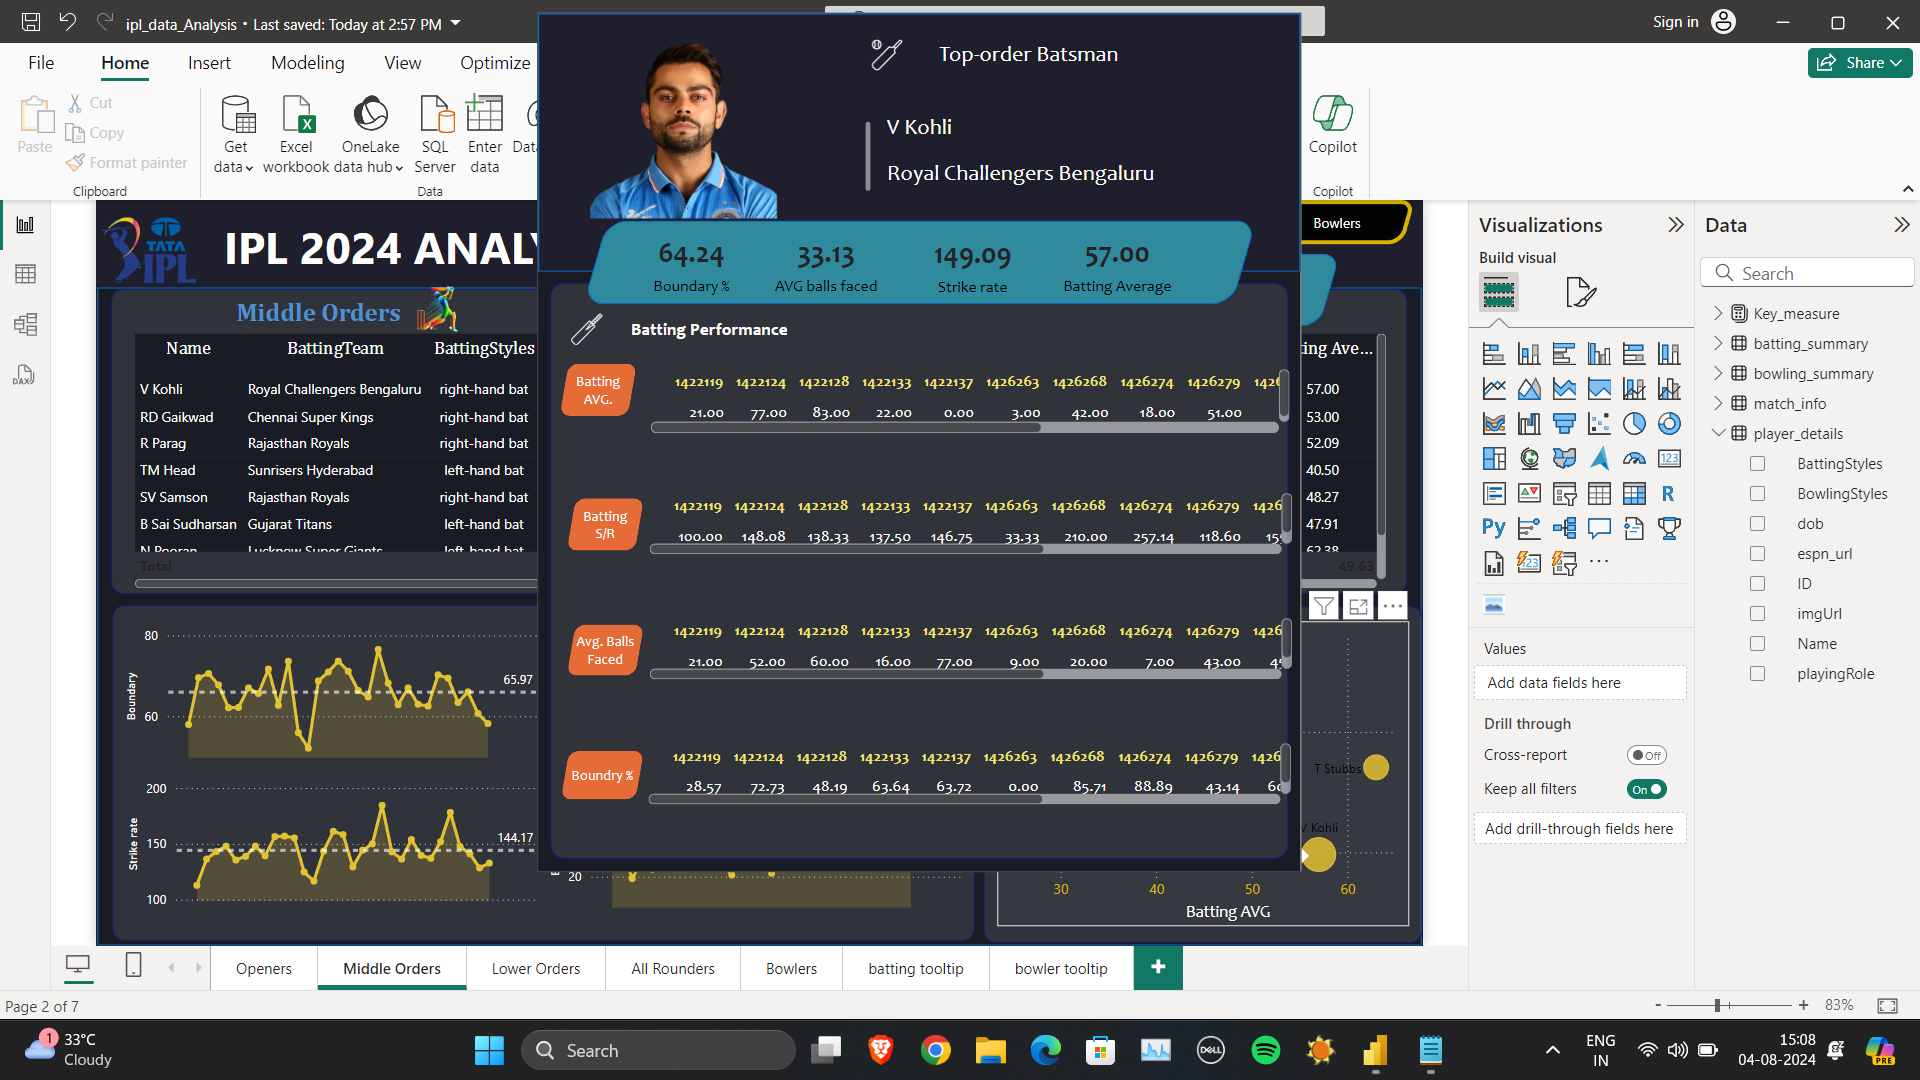 ipl_data_Analysis • Last saved: Today at 2:57 PM
Sign in
File
Home
Insert
Modeling
View
Optimize
Share
Paste
Cut
Copy
Format painter
Clipboard
Get data
Excel workbook
OneLake data hub
SQL Server
Enter data
Data
Copilot
Copilot
TATA IPL
IPL 2024 ANALY
Bowlers
Top-order Batsman
V Kohli
Royal Challengers Bengaluru
64.24 33.13 149.09 57.00
Boundary % AVG balls faced Strike rate Batting Average
Batting Performance
Batting AVG.
1422119 1422124 1422128 1422133 1422137 1426263 1426268 1426274 1426279 1426
21.00 77.00 83.00 22.00 0.00 3.00 42.00 18.00 51.00
Batting S/R
1422119 1422124 1422128 1422133 1422137 1426263 1426268 1426274 1426279 1426
100.00 148.08 138.33 137.50 146.75 33.33 210.00 257.14 118.60 15
Avg. Balls Faced
1422119 1422124 1422128 1422133 1422137 1426263 1426268 1426274 1426279 1426
21.00 52.00 60.00 16.00 77.00 9.00 20.00 7.00 43.00 4
Boundry %
1422119 1422124 1422128 1422133 1422137 1426263 1426268 1426274 1426279 1426
28.57 72.73 48.19 63.64 63.72 0.00 85.71 88.89 43.14 6
Middle Orders
Name BattingTeam BattingStyles ing Ave...
V Kohli Royal Challengers Bengaluru right-hand bat 57.00
RD Gaikwad Chennai Super Kings right-hand bat 53.00
R Parag Rajasthan Royals right-hand bat 52.09
TM Head Sunrisers Hyderabad left-hand bat 40.50
SV Samson Rajasthan Royals right-hand bat 48.27
B Sai Sudharsan Gujarat Titans left-hand bat 47.91
N Pooran Lucknow Super Giants left-hand bat 62.38
Total 49.63
Boundary
80
60
65.97
Strike rate
200
150
100
144.17
20
T Stubbs
V Kohli
30 40 50 60
Batting AVG
Visualizations
Build visual
123
R
Py
Values
Add data fields here
Drill through
Cross-report
Off
Keep all filters
On
Add drill-through fields here
Data
Search
Key_measure
batting_summary
bowling_summary
match_info
player_details
BattingStyles
BowlingStyles
dob
espn_url
ID
imgUrl
Name
playingRole
Openers
Middle Orders
Lower Orders
All Rounders
Bowlers
batting tooltip
bowler tooltip
Page 2 of 7
83%
1
33°C
Cloudy
Search
DELL
ENG
IN
15:08
04-08-2024
PRE